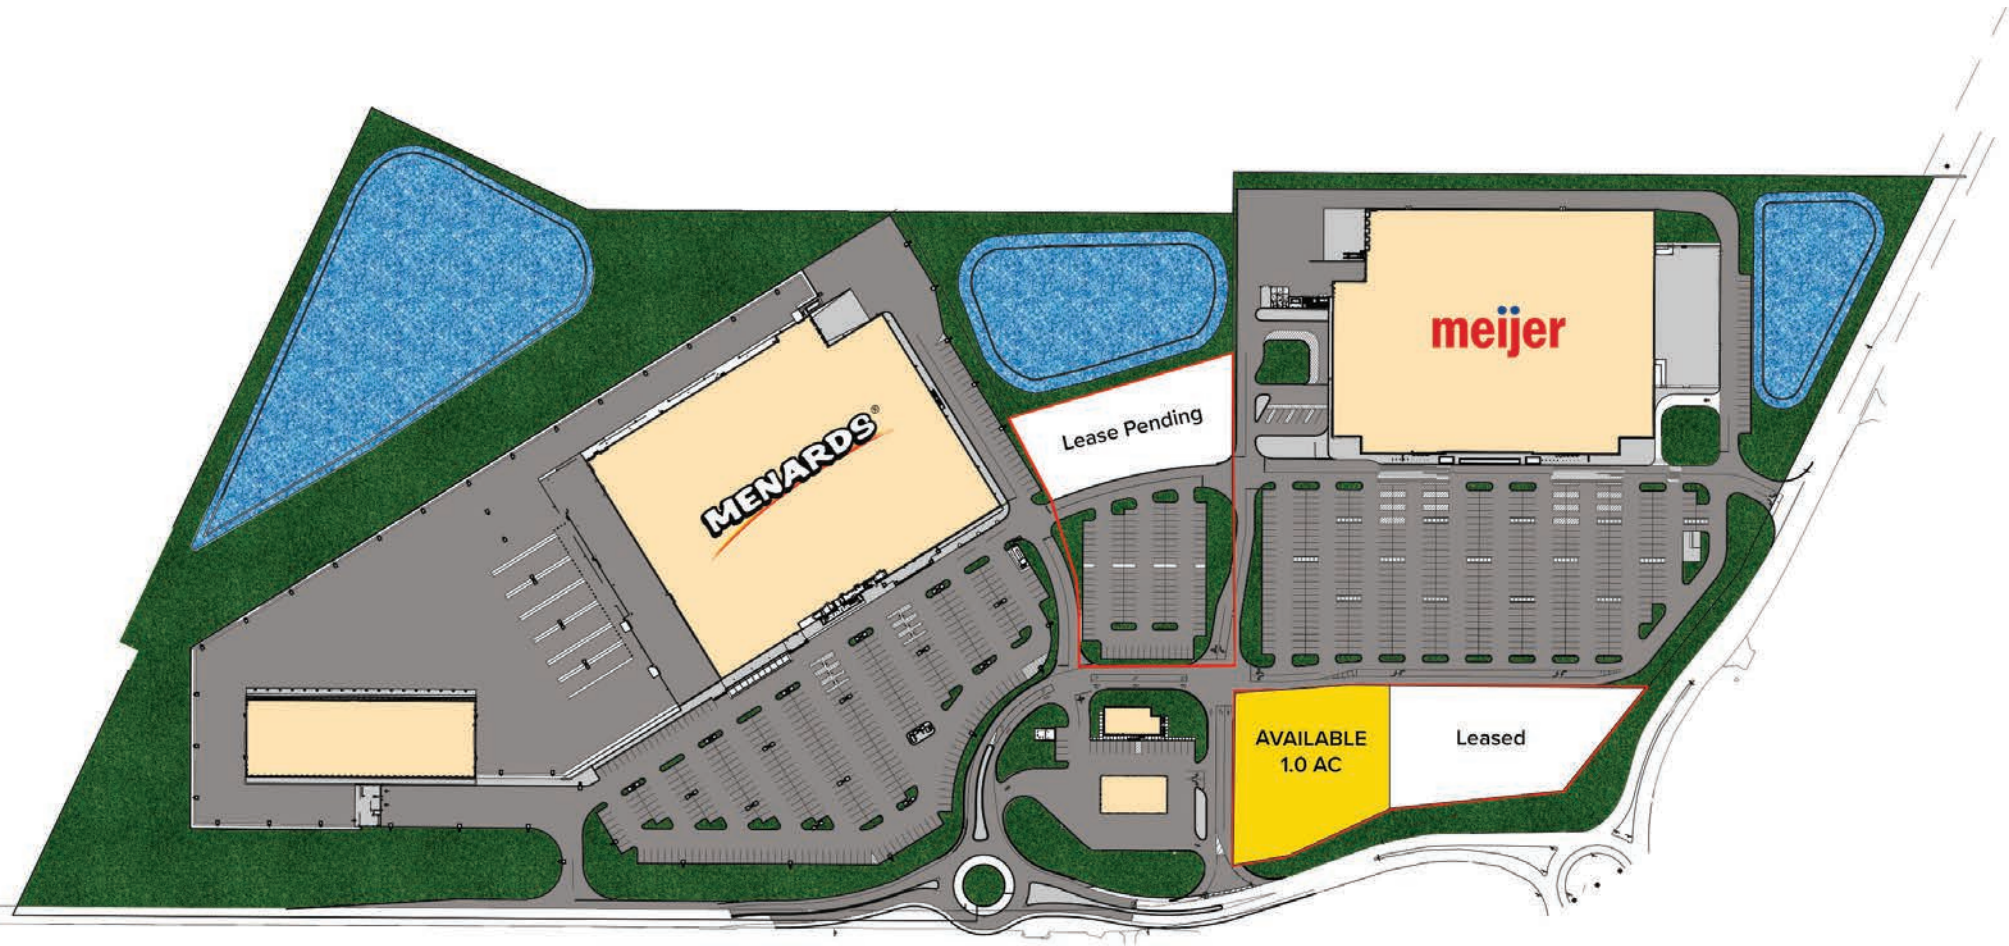 meijer
Lease Pending
MENARDS®
AVAILABLE
1.0 AC
Leased